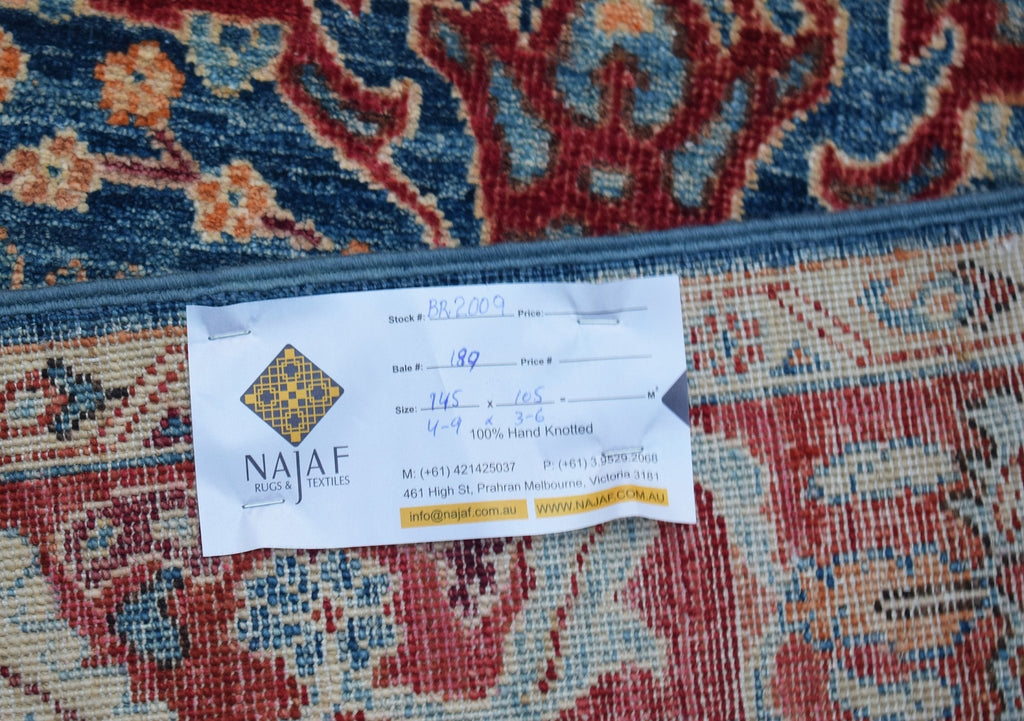 Stock #: BR2009 Price:
Bale #: 189 Price #
Size: 145 x 105 = M²
4-9 x 3-6
100% Hand Knotted
NAJAF
RUGS & TEXTILES
M: (+61) 421425037 P: (+61) 3 9529 2068
461 High St, Prahran Melbourne, Victoria 3181
info@najaf.com.au WWW.NAJAF.COM.AU